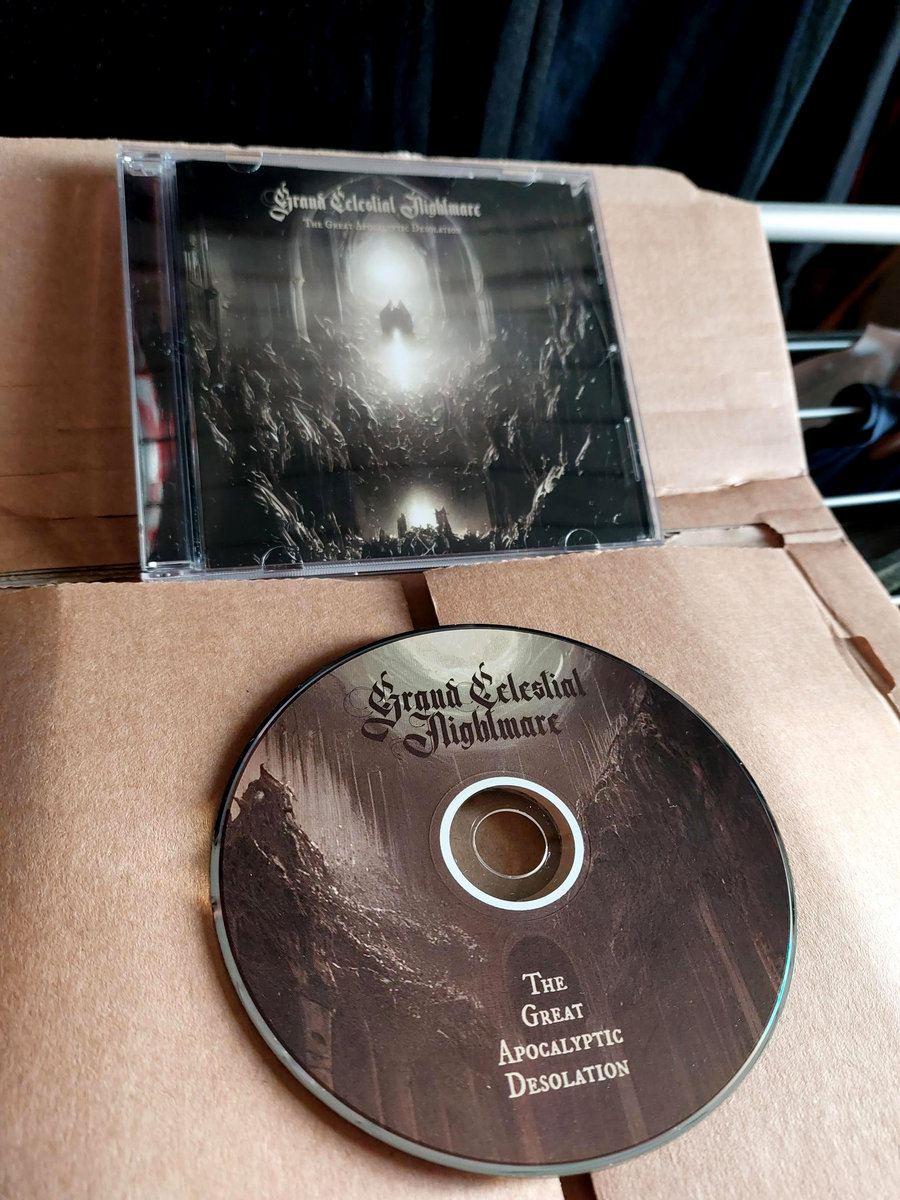 Grand Celestial Nightmare
The Great Apocalyptic Desolation
Grand Celestial
Nightmare
The
Great
Apocalyptic
Desolation